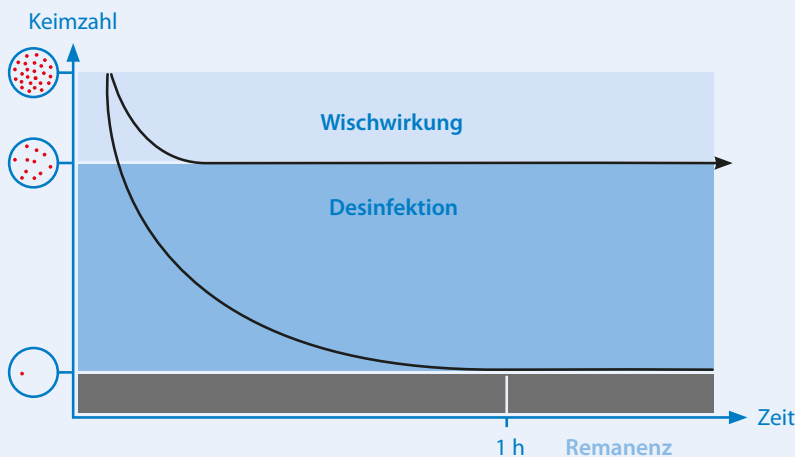 Keimzahl
Wischwirkung
Desinfektion
Zeit
1 h
Remanenz